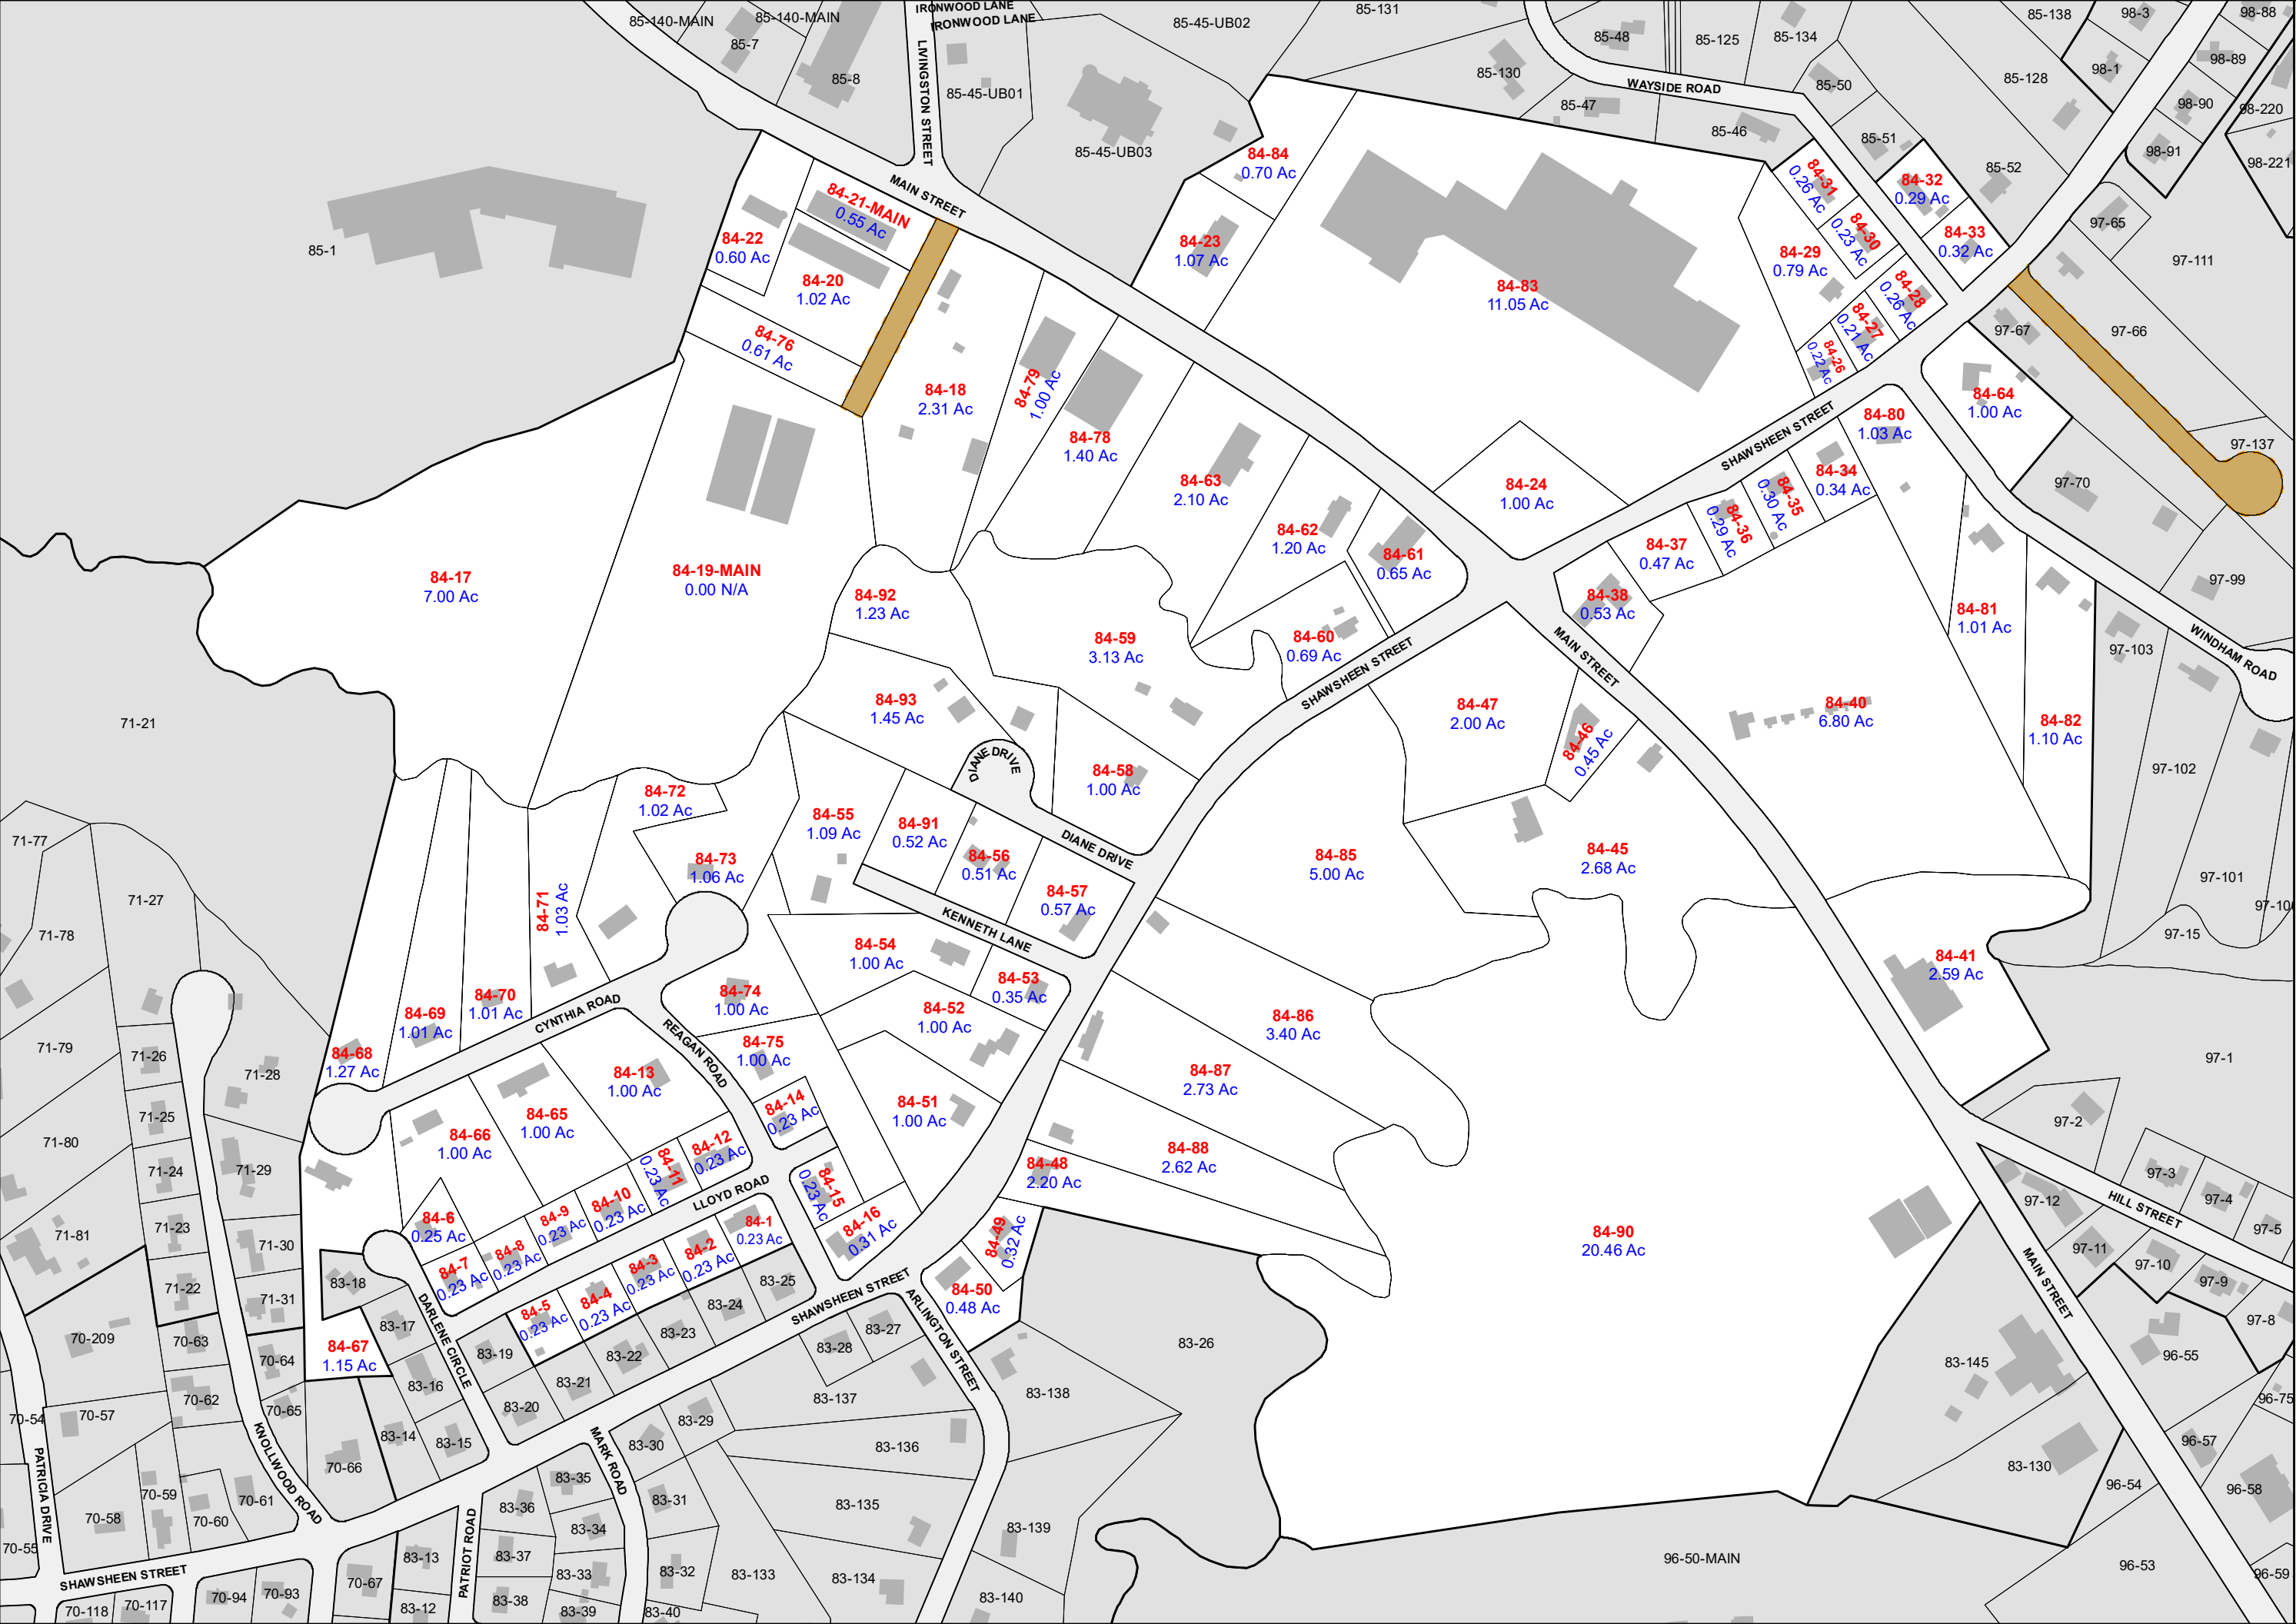 IRONWOOD LANE
IRONWOOD LANE
85-140-MAIN
85-140-MAIN
85-7
85-8
LIVINGSTON STREET
85-45-UB01
85-45-UB02
85-45-UB03
85-131
85-130
85-48
85-47
85-46
85-125
85-134
85-50
85-51
85-52
85-128
85-138
WAYSIDE ROAD
98-3
98-88
98-1
98-89
98-90
98-220
98-91
98-221
85-1
MAIN STREET
84-22
0.60 Ac
84-21-MAIN
0.55 Ac
84-20
1.02 Ac
84-76
0.61 Ac
84-18
2.31 Ac
84-79
1.00 Ac
84-78
1.40 Ac
84-63
2.10 Ac
84-62
1.20 Ac
84-61
0.65 Ac
84-60
0.69 Ac
84-84
0.70 Ac
84-23
1.07 Ac
84-83
11.05 Ac
84-24
1.00 Ac
84-31
0.26 Ac
84-30
0.23 Ac
84-29
0.79 Ac
84-32
0.29 Ac
84-33
0.32 Ac
84-28
0.26 Ac
84-27
0.21 Ac
84-26
0.22 Ac
97-65
97-111
97-67
97-66
97-137
84-64
1.00 Ac
97-70
97-99
SHAWSHEEN STREET
84-80
1.03 Ac
84-34
0.34 Ac
84-35
0.30 Ac
84-36
0.29 Ac
84-37
0.47 Ac
84-38
0.53 Ac
84-81
1.01 Ac
84-82
1.10 Ac
84-40
6.80 Ac
WINDHAM ROAD
97-103
97-102
97-101
97-10
97-15
84-17
7.00 Ac
84-19-MAIN
0.00 N/A
84-92
1.23 Ac
84-59
3.13 Ac
84-93
1.45 Ac
84-58
1.00 Ac
DIANE DRIVE
DIANE DRIVE
SHAWSHEEN STREET
MAIN STREET
84-47
2.00 Ac
84-46
0.45 Ac
84-45
2.68 Ac
84-85
5.00 Ac
84-41
2.59 Ac
71-21
84-72
1.02 Ac
84-73
1.06 Ac
84-55
1.09 Ac
84-91
0.52 Ac
84-56
0.51 Ac
84-57
0.57 Ac
KENNETH LANE
84-71
1.03 Ac
84-54
1.00 Ac
84-53
0.35 Ac
84-52
1.00 Ac
84-51
1.00 Ac
84-70
1.01 Ac
84-69
1.01 Ac
84-68
1.27 Ac
CYNTHIA ROAD
REAGAN ROAD
84-74
1.00 Ac
84-75
1.00 Ac
84-86
3.40 Ac
84-87
2.73 Ac
84-88
2.62 Ac
84-48
2.20 Ac
84-49
0.32 Ac
84-50
0.48 Ac
84-90
20.46 Ac
84-13
1.00 Ac
84-65
1.00 Ac
84-66
1.00 Ac
84-14
0.23 Ac
84-15
0.23 Ac
84-16
0.31 Ac
84-12
0.23 Ac
84-11
0.23 Ac
84-10
0.23 Ac
84-9
0.23 Ac
84-8
0.23 Ac
84-7
0.23 Ac
84-6
0.25 Ac
LLOYD ROAD
84-1
0.23 Ac
84-2
0.23 Ac
84-3
0.23 Ac
84-4
0.23 Ac
84-5
0.23 Ac
84-67
1.15 Ac
71-77
71-27
71-78
71-79
71-26
71-28
71-25
71-80
71-24
71-29
71-23
71-81
71-30
71-22
71-31
70-209
70-63
70-64
70-62
70-65
70-54
70-57
70-66
70-59
70-61
70-58
70-60
70-55
70-118
70-117
70-94
70-93
70-67
PATRICIA DRIVE
KNOLLWOOD ROAD
SHAWSHEEN STREET
83-18
83-17
83-16
83-14
83-15
DARLENE CIRCLE
83-19
83-20
83-21
83-22
83-23
83-24
83-25
SHAWSHEEN STREET
83-28
83-27
ARLINGTON STREET
83-26
83-137
83-138
83-29
83-30
83-136
MARK ROAD
83-35
83-36
83-31
83-135
83-34
83-139
83-13
83-37
83-33
83-32
83-133
83-134
PATRIOT ROAD
83-12
83-38
83-39
83-40
83-140
97-1
97-2
97-3
97-4
97-5
HILL STREET
97-12
97-11
97-10
97-9
97-8
MAIN STREET
83-145
96-55
96-75
83-130
96-57
96-54
96-58
96-50-MAIN
96-53
96-59